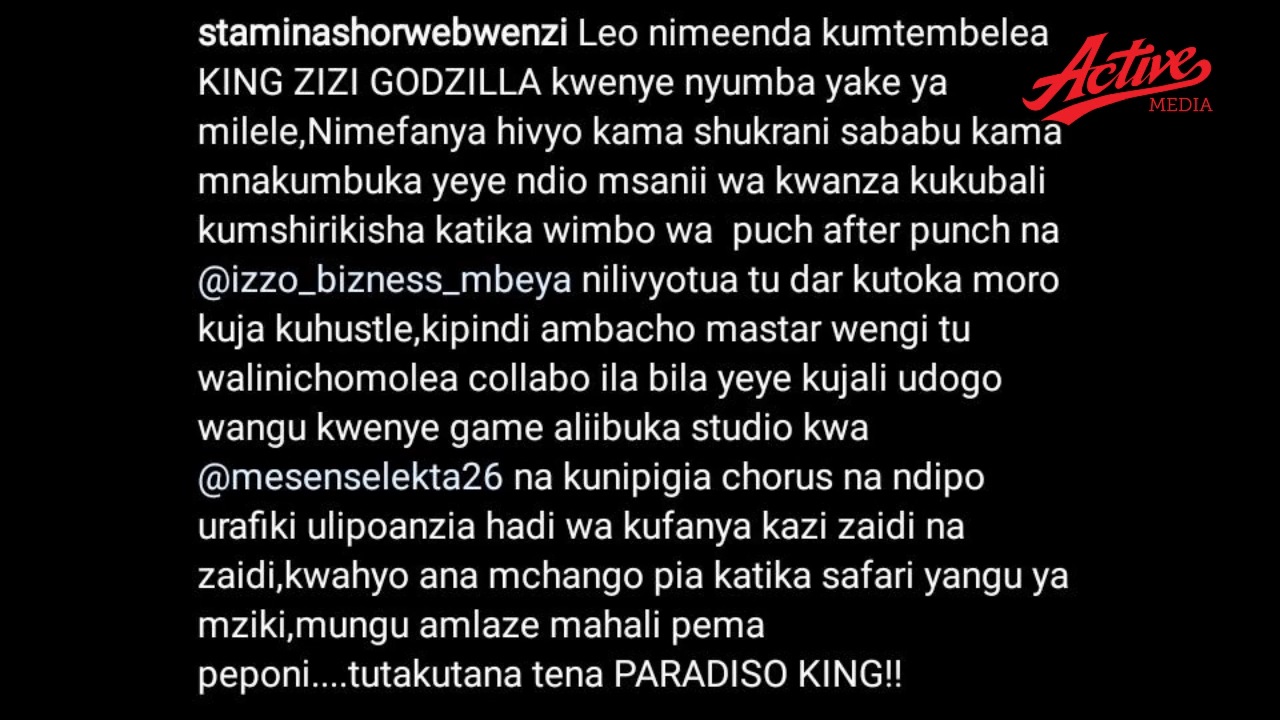 staminashorwebwenzi Leo nimeenda kumtembelea
KING ZIZI GODZILLA kwenye nyumba yake ya
milele,Nimefanya hivyo kama shukrani sababu kama
mnakumbuka yeye ndio msanii wa kwanza kukubali
kumshirikisha katika wimbo wa  puch after punch na
@izzo_bizness_mbeya nilivyotua tu dar kutoka moro
kuja kuhustle,kipindi ambacho mastar wengi tu
walinichomolea collabo ila bila yeye kujali udogo
wangu kwenye game aliibuka studio kwa
@mesenselekta26 na kunipigia chorus na ndipo
urafiki ulipoanzia hadi wa kufanya kazi zaidi na
zaidi,kwahyo ana mchango pia katika safari yangu ya
mziki,mungu amlaze mahali pema
peponi....tutakutana tena PARADISO KING!!
Active
MEDIA